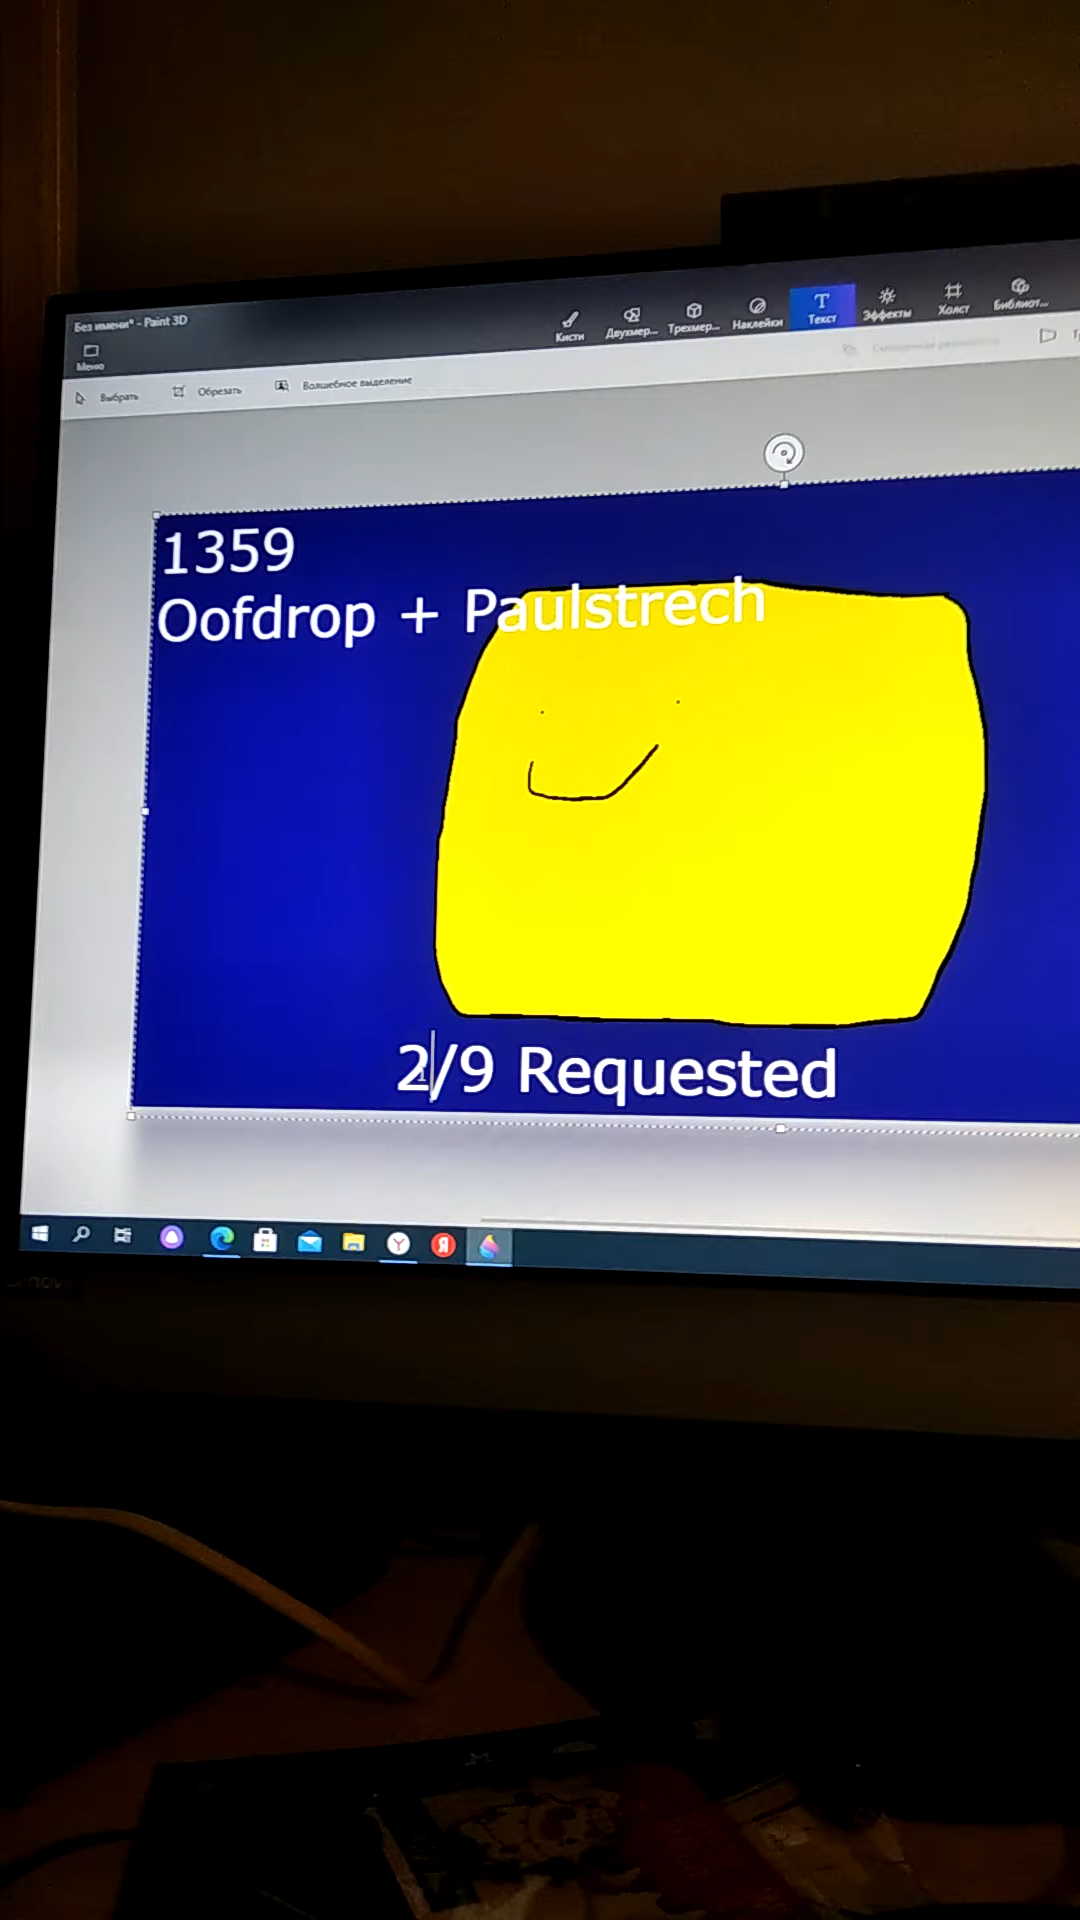 Без имени* - Paint 3D
Меню
Кисти
Двухмер...
Трехмер...
Наклейки
Текст
Эффекты
Холст
Библиот...
Выбрать
Обрезать
Волшебное выделение
1359
Oofdrop + Paulstrech
2/9 Requested